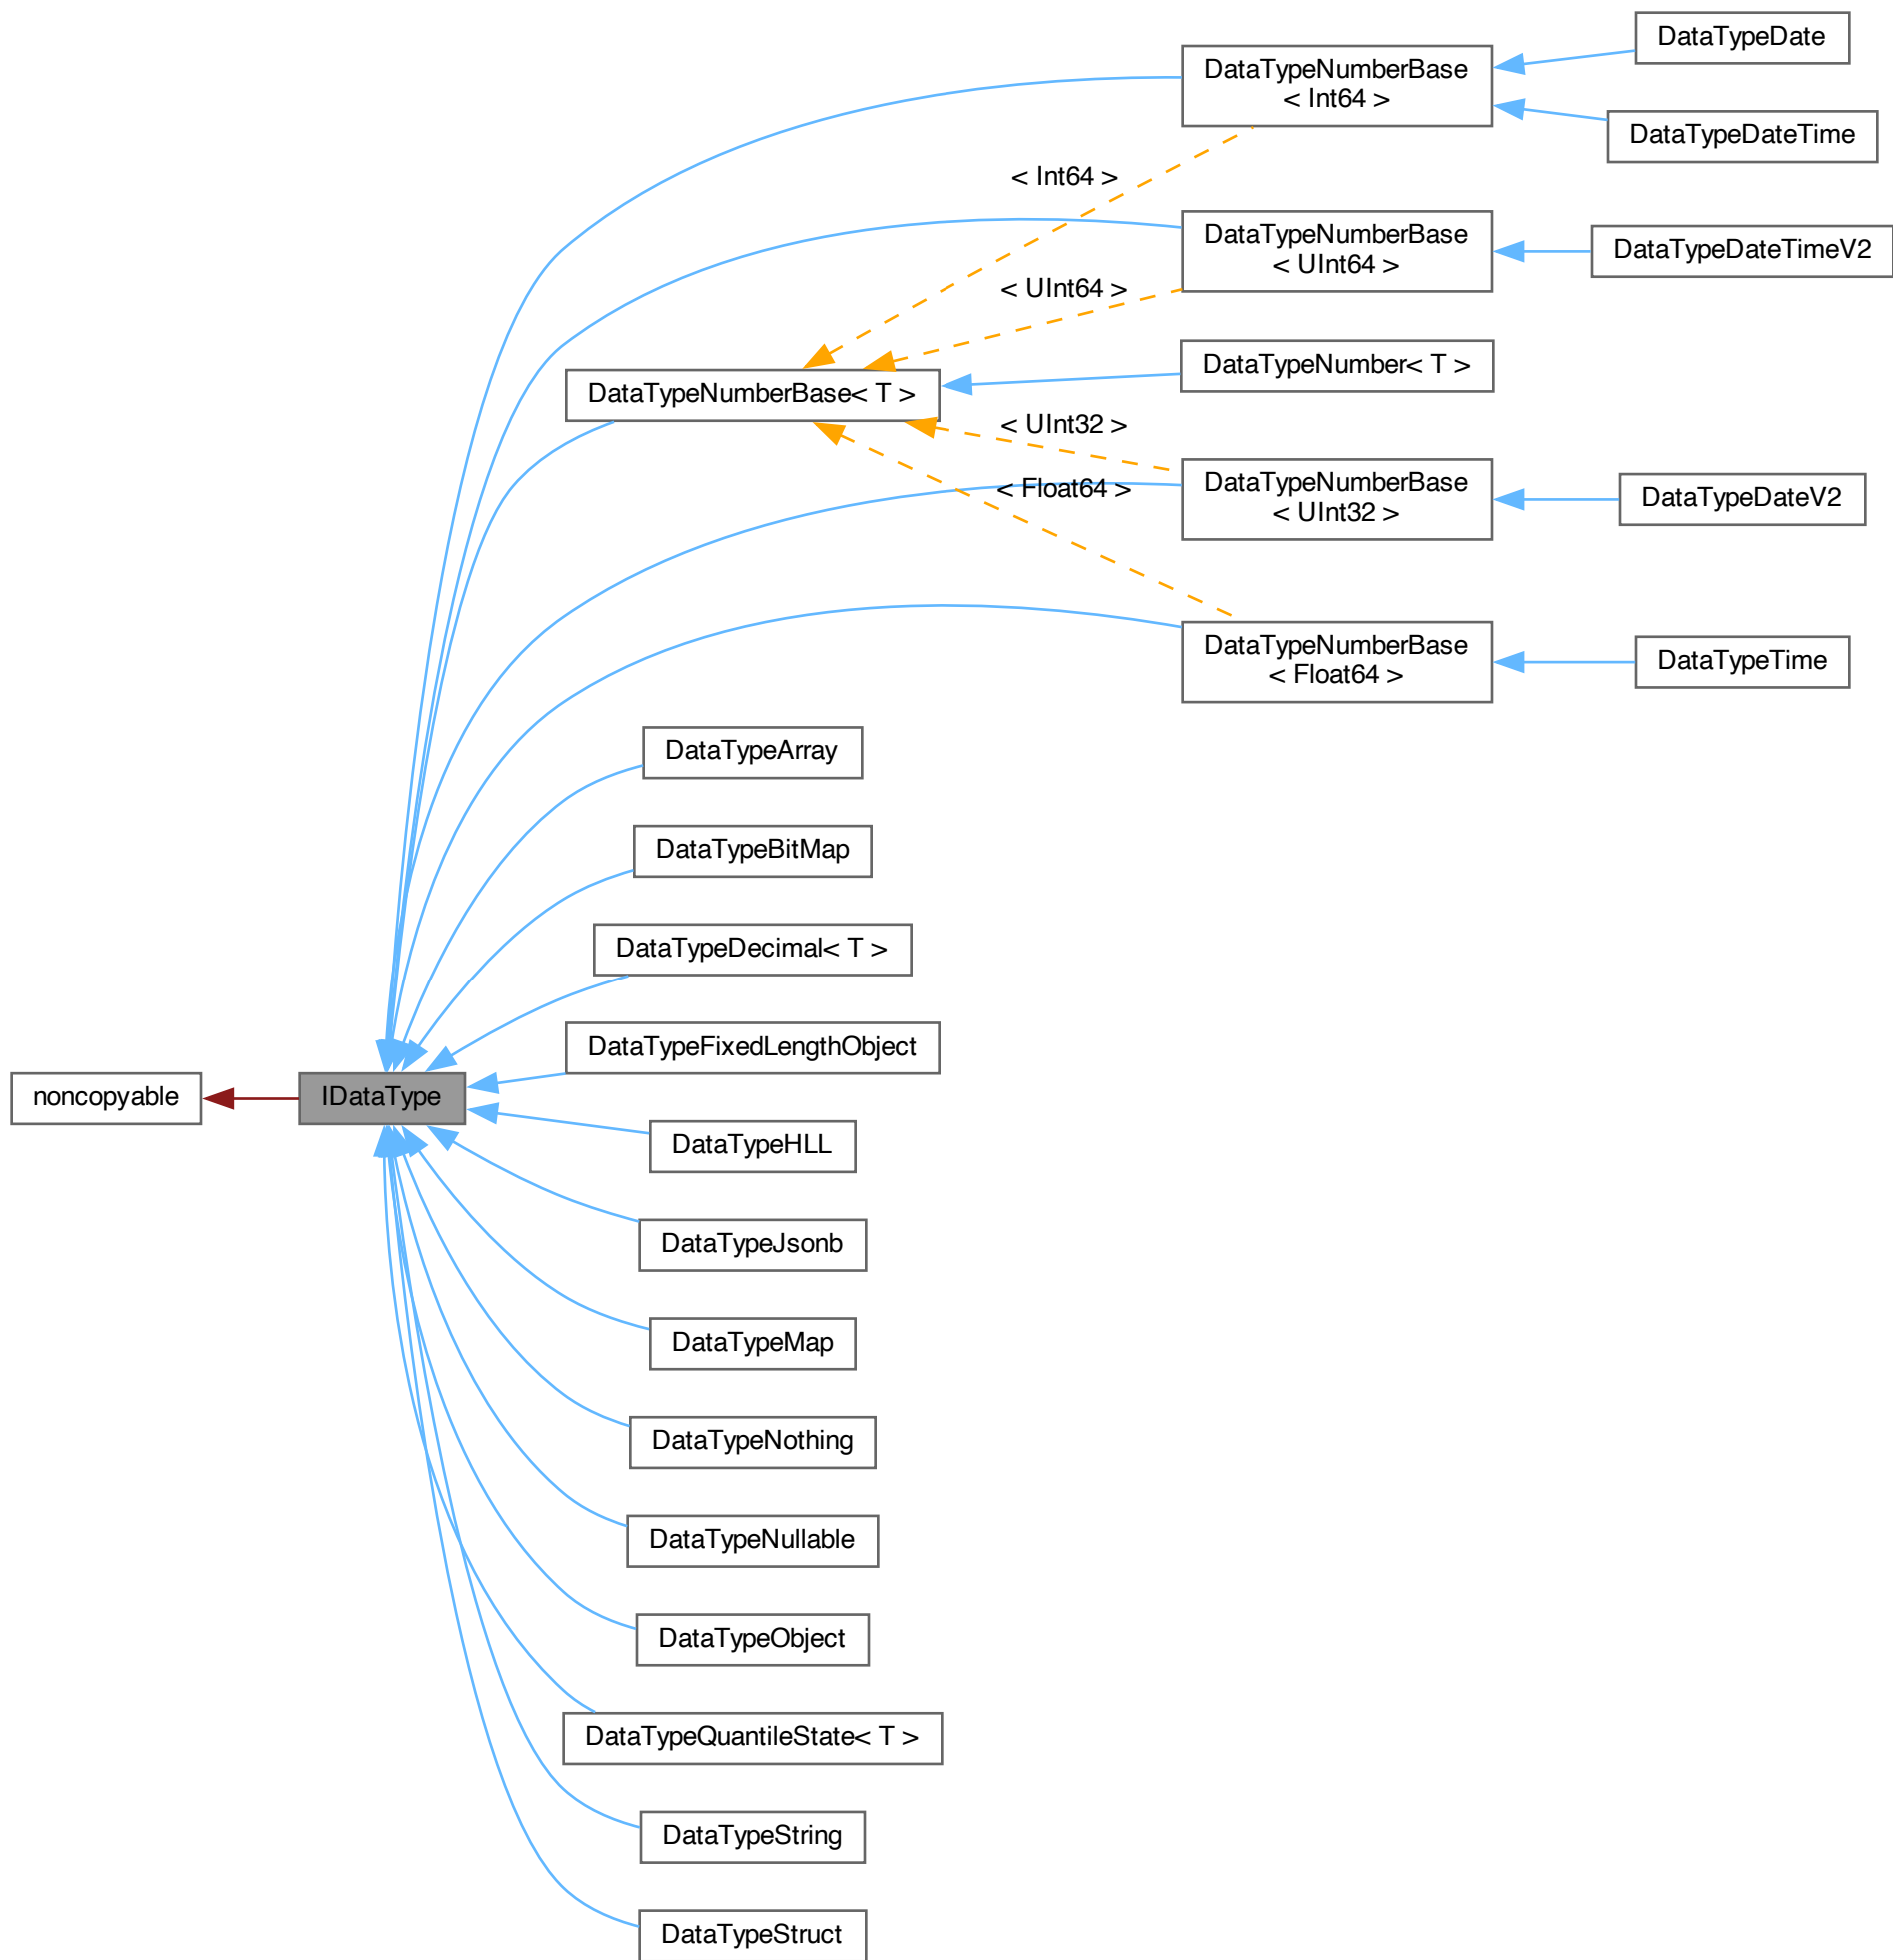 DataTypeDate
DataTypeNumberBase
< Int64 >
DataTypeDateTime
< Int64 >
DataTypeNumberBase
< UInt64 >
DataTypeDateTimeV2
< UInt64 >
DataTypeNumber< T >
DataTypeNumberBase< T >
< UInt32 >
DataTypeNumberBase
< UInt32 >
DataTypeDateV2
< Float64 >
DataTypeNumberBase
< Float64 >
DataTypeTime
DataTypeArray
DataTypeBitMap
DataTypeDecimal< T >
DataTypeFixedLengthObject
noncopyable
IDataType
DataTypeHLL
DataTypeJsonb
DataTypeMap
DataTypeNothing
DataTypeNullable
DataTypeObject
DataTypeQuantileState< T >
DataTypeString
DataTypeStruct